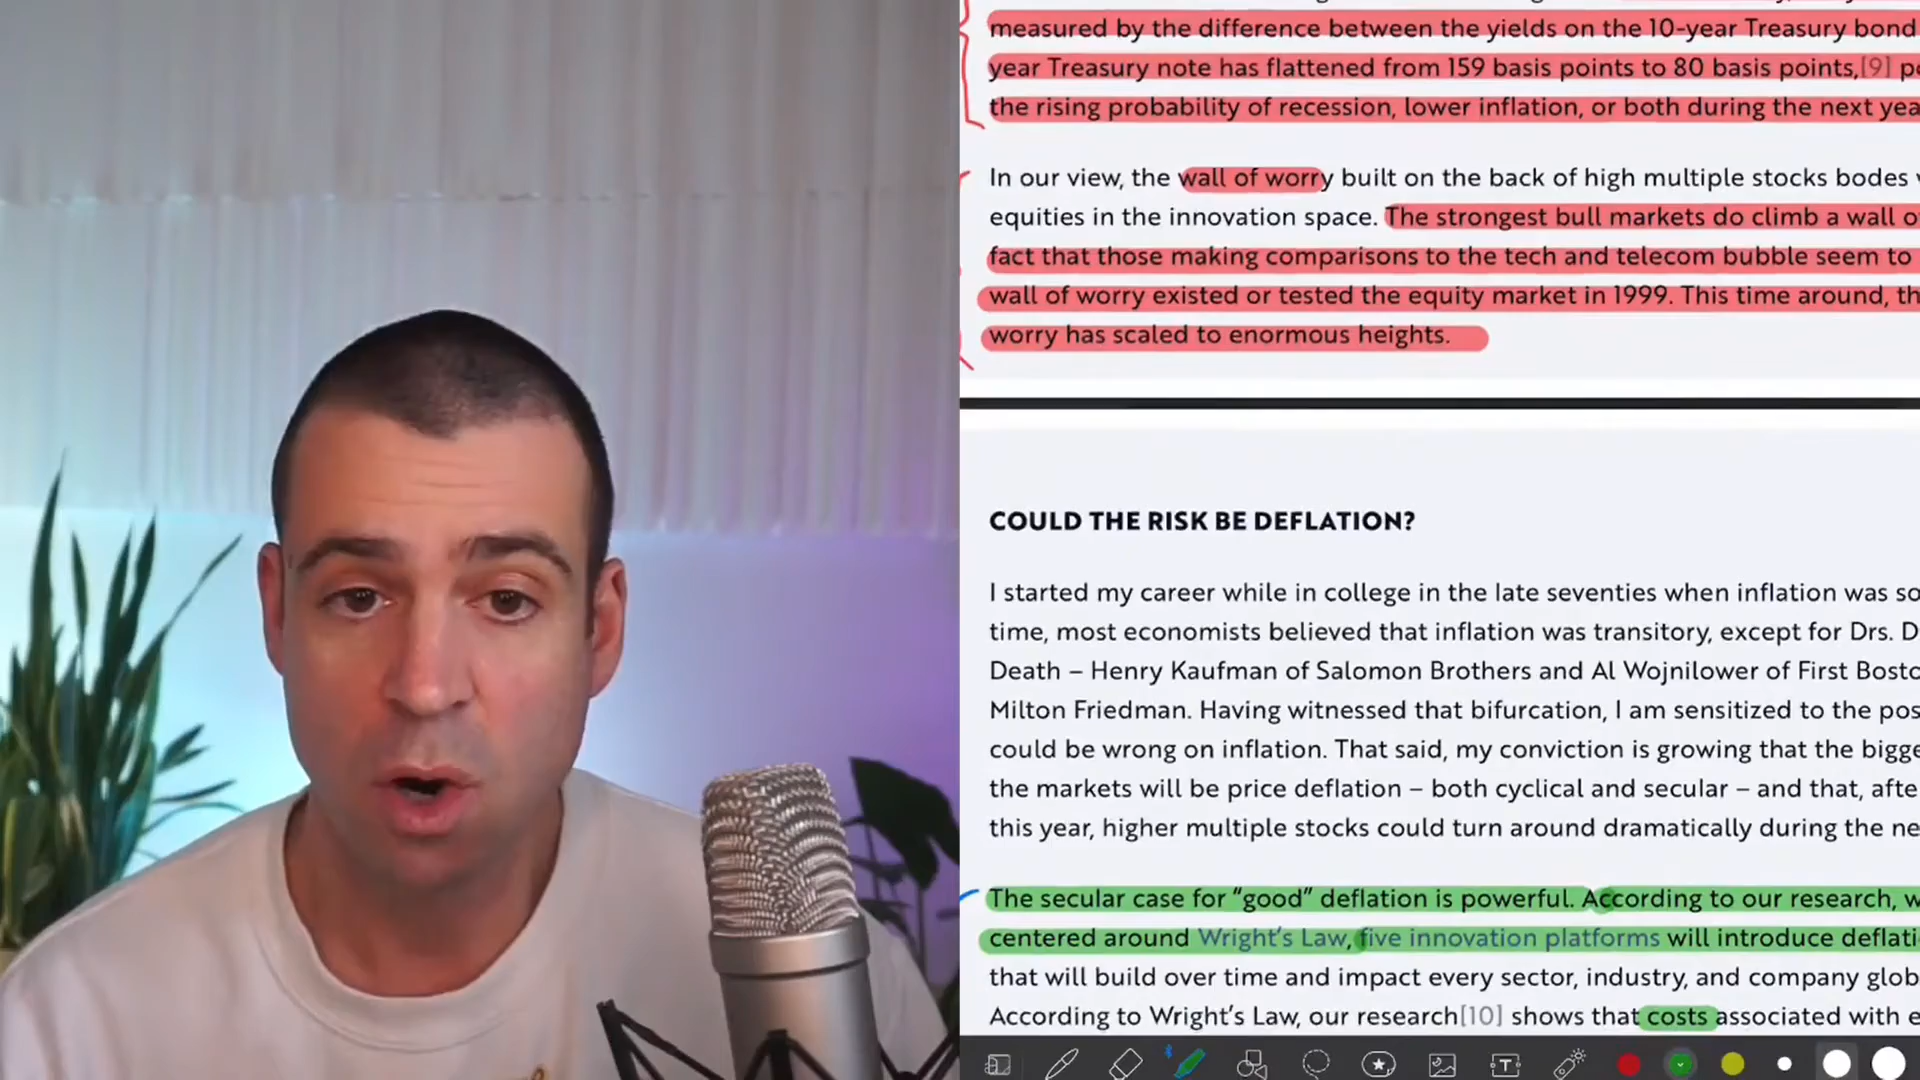 measured by the difference between the yields on the 10-year Treasury bond
year Treasury note has flattened from 159 basis points to 80 basis points,[9]
the rising probability of recession, lower inflation, or both during the next
In our view, the wall of worry built on the back of high multiple stocks bodes
equities in the innovation space. The strongest bull markets do climb a wall
fact that those making comparisons to the tech and telecom bubble seem to
wall of worry existed or tested the equity market in 1999. This time around,
worry has scaled to enormous heights.
COULD THE RISK BE DEFLATION?
I started my career while in college in the late seventies when inflation was
time, most economists believed that inflation was transitory, except for Drs.
Death – Henry Kaufman of Salomon Brothers and Al Wojnilower of First
Milton Friedman. Having witnessed that bifurcation, I am sensitized to the
could be wrong on inflation. That said, my conviction is growing that the
the markets will be price deflation – both cyclical and secular – and that,
this year, higher multiple stocks could turn around dramatically during the
The secular case for “good” deflation is powerful. According to our research,
centered around Wright’s Law, five innovation platforms will introduce
that will build over time and impact every sector, industry, and company
According to Wright’s Law, our research[10] shows that costs associated with